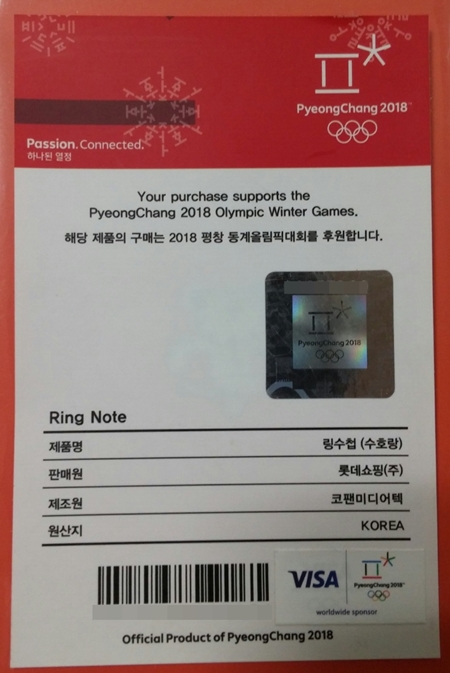 PyeongChang 2018™
Passion. Connected.
하나된 열정
Your purchase supports the
PyeongChang 2018 Olympic Winter Games.
해당 제품의 구매는 2018 평창 동계올림픽대회를 후원합니다.
PyeongChang 2018
Ring Note
제품명 링수첩 (수호랑)
판매원 롯데쇼핑(주)
제조원 코팬미디어텍
원산지 KOREA
VISA PyeongChang 2018
worldwide sponsor
Official Product of PyeongChang 2018